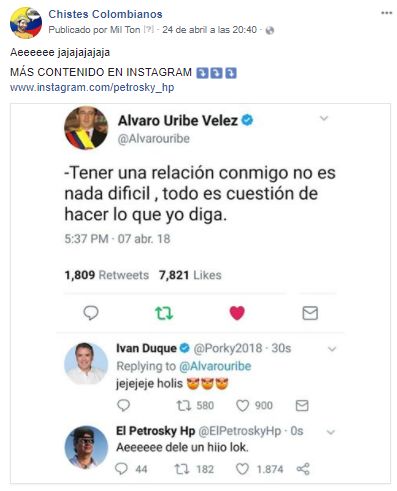 Chistes Colombianos
Publicado por Mil Ton [?] · 24 de abril a las 20:40 ·
Aeeeeee jajajajajaja
MÁS CONTENIDO EN INSTAGRAM ⤵️⤵️⤵️
www.instagram.com/petrosky_hp
Alvaro Uribe Velez
@Alvarouribe
-Tener una relación conmigo no es
nada dificil , todo es cuestión de
hacer lo que yo diga.
5:37 PM · 07 abr. 18
1,809 Retweets 7,821 Likes
Ivan Duque @Porky2018 · 30s
Replying to @Alvarouribe
jejejeje holis 😍😍😍
580 900
El Petrosky Hp @ElPetroskyHp · 0s
Aeeeeee dele un hijo lok.
44 182 1.874